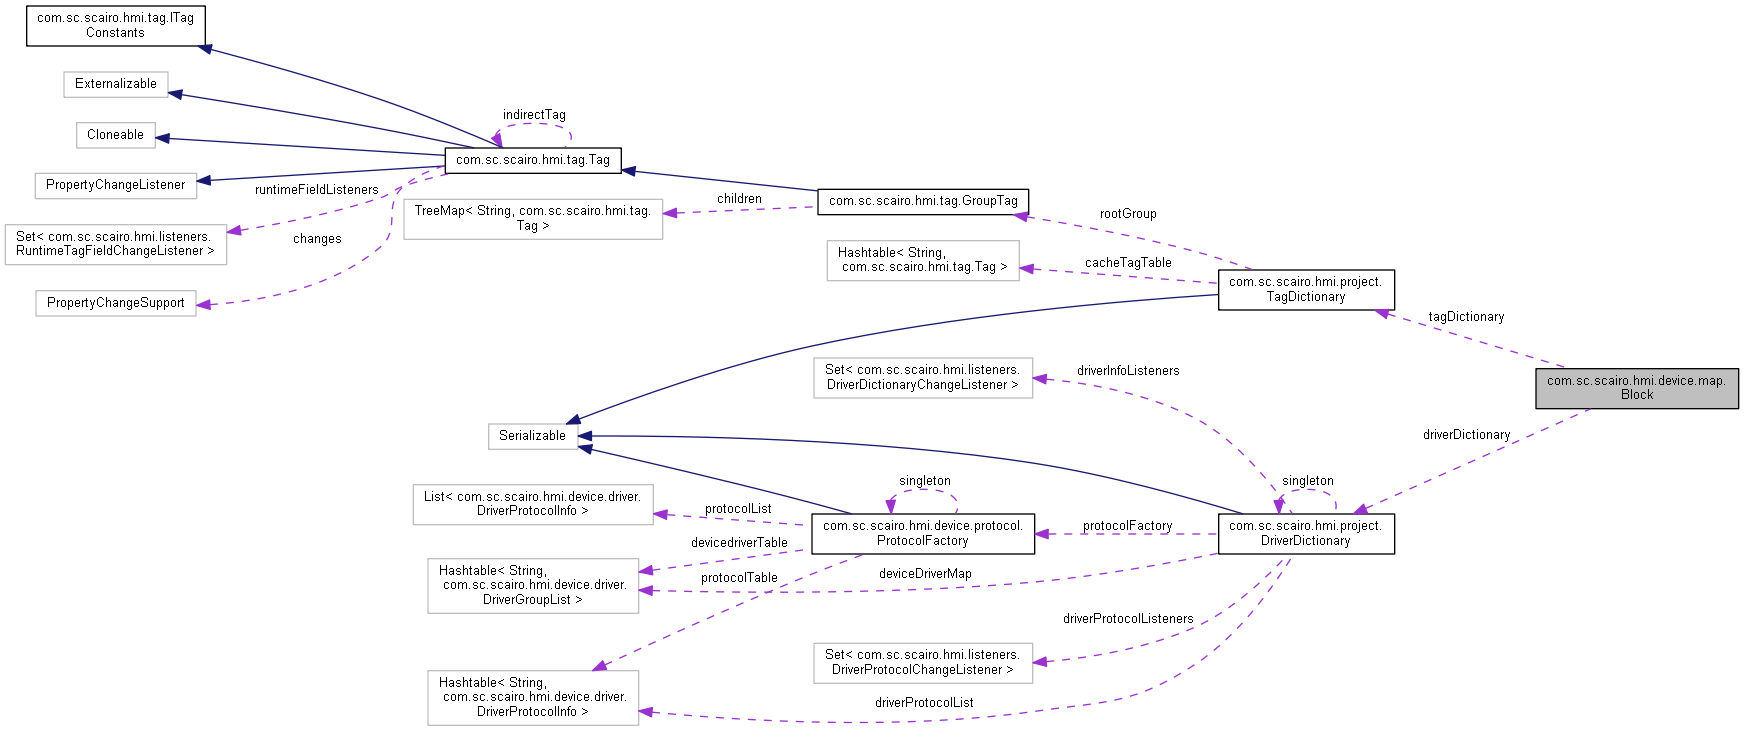 com.sc.scairo.hmi.tag.ITag
Constants
Externalizable
indirectTag
Cloneable
com.sc.scairo.hmi.tag.Tag
PropertyChangeListener
runtimeFieldListeners
children
com.sc.scairo.hmi.tag.GroupTag
TreeMap< String, com.sc.scairo.hmi.tag.
Tag >
rootGroup
Set< com.sc.scairo.hmi.listeners.
RuntimeTagFieldChangeListener >
changes
Hashtable< String,
com.sc.scairo.hmi.tag.Tag >
cacheTagTable
com.sc.scairo.hmi.project.
TagDictionary
PropertyChangeSupport
tagDictionary
Set< com.sc.scairo.hmi.listeners.
DriverDictionaryChangeListener >
driverInfoListeners
com.sc.scairo.hmi.device.map.
Block
Serializable
driverDictionary
singleton
singleton
List< com.sc.scairo.hmi.device.driver.
DriverProtocolInfo >
protocolList
com.sc.scairo.hmi.device.protocol.
ProtocolFactory
protocolFactory
com.sc.scairo.hmi.project.
DriverDictionary
devicedriverTable
Hashtable< String,
com.sc.scairo.hmi.device.driver.
DriverGroupList >
protocolTable
deviceDriverMap
driverProtocolListeners
Set< com.sc.scairo.hmi.listeners.
DriverProtocolChangeListener >
Hashtable< String,
com.sc.scairo.hmi.device.driver.
DriverProtocolInfo >
driverProtocolList